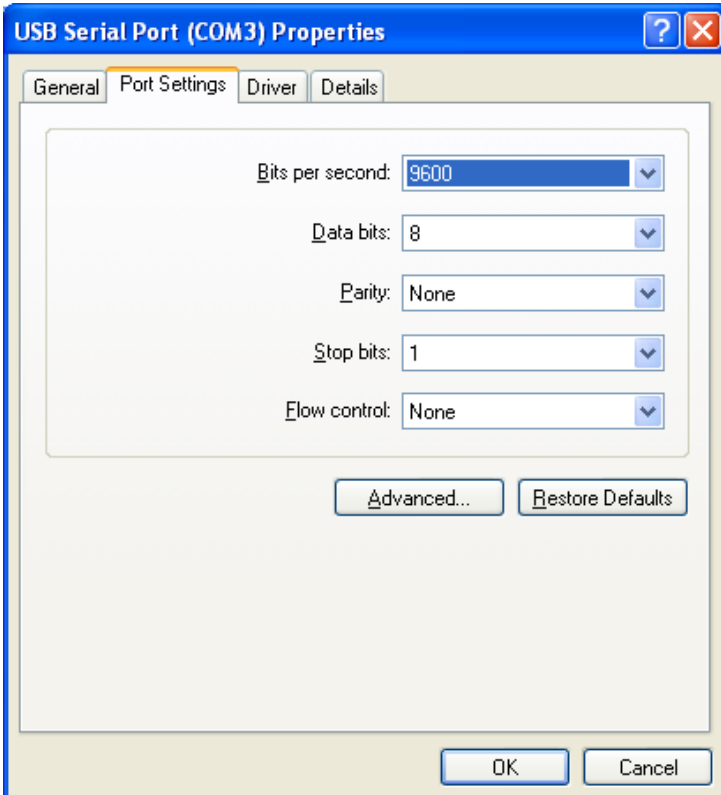 USB Serial Port (COM3) Properties
General Port Settings Driver Details
Bits per second: 9600
Data bits: 8
Parity: None
Stop bits: 1
Flow control: None
Advanced... Restore Defaults
OK Cancel